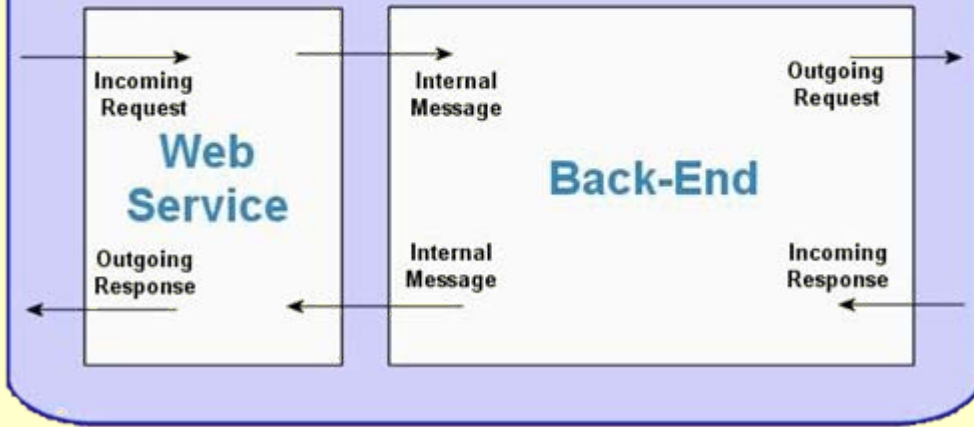 Incoming
Request
Internal
Message
Outgoing
Request
Web
Service
Back-End
Outgoing
Response
Internal
Message
Incoming
Response